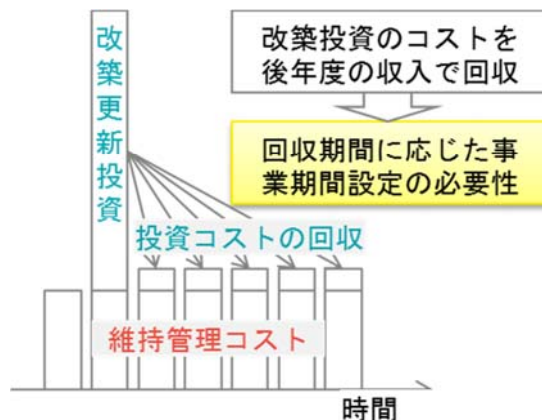 改築更新投資
改築投資のコストを
後年度の収入で回収
回収期間に応じた事
業期間設定の必要性
投資コストの回収
維持管理コスト
時間